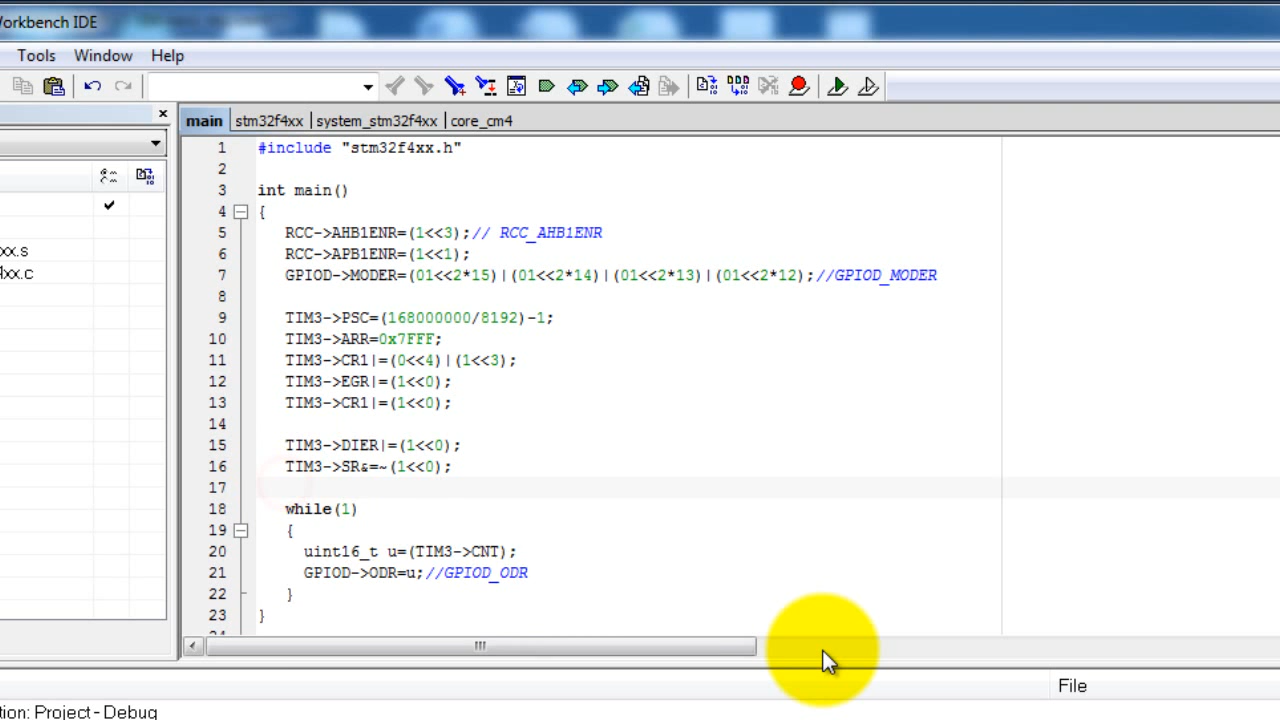 orkbench IDE
Tools Window Help
main stm32f4xx system_stm32f4xx core_cm4
1 #include "stm32f4xx.h"
2
3 int main()
4 {
5 RCC->AHB1ENR=(1<<3);// RCC_AHB1ENR
6 RCC->APB1ENR=(1<<1);
7 GPIOD->MODER=(01<<2*15)|(01<<2*14)|(01<<2*13)|(01<<2*12);//GPIOD_MODER
8
9 TIM3->PSC=(168000000/8192)-1;
10 TIM3->ARR=0x7FFF;
11 TIM3->CR1|=(0<<4)|(1<<3);
12 TIM3->EGR|=(1<<0);
13 TIM3->CR1|=(1<<0);
14
15 TIM3->DIER|=(1<<0);
16 TIM3->SR&=~(1<<0);
17
18 while(1)
19 {
20 uint16_t u=(TIM3->CNT);
21 GPIOD->ODR=u;//GPIOD_ODR
22 }
23 }
xx.s
4xx.c
File
tion: Project - Debug